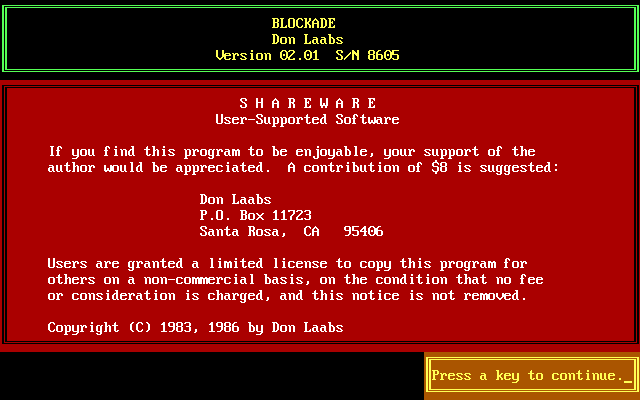 BLOCKADE
Don Laabs
Version 02.01  S/N 8605
S H A R E W A R E
User-Supported Software
If you find this program to be enjoyable, your support of the
author would be appreciated.  A contribution of $8 is suggested:
Don Laabs
P.O. Box 11723
Santa Rosa,  CA   95406
Users are granted a limited license to copy this program for
others on a non-commercial basis, on the condition that no fee
or consideration is charged, and this notice is not removed.
Copyright (C) 1983, 1986 by Don Laabs
Press a key to continue._